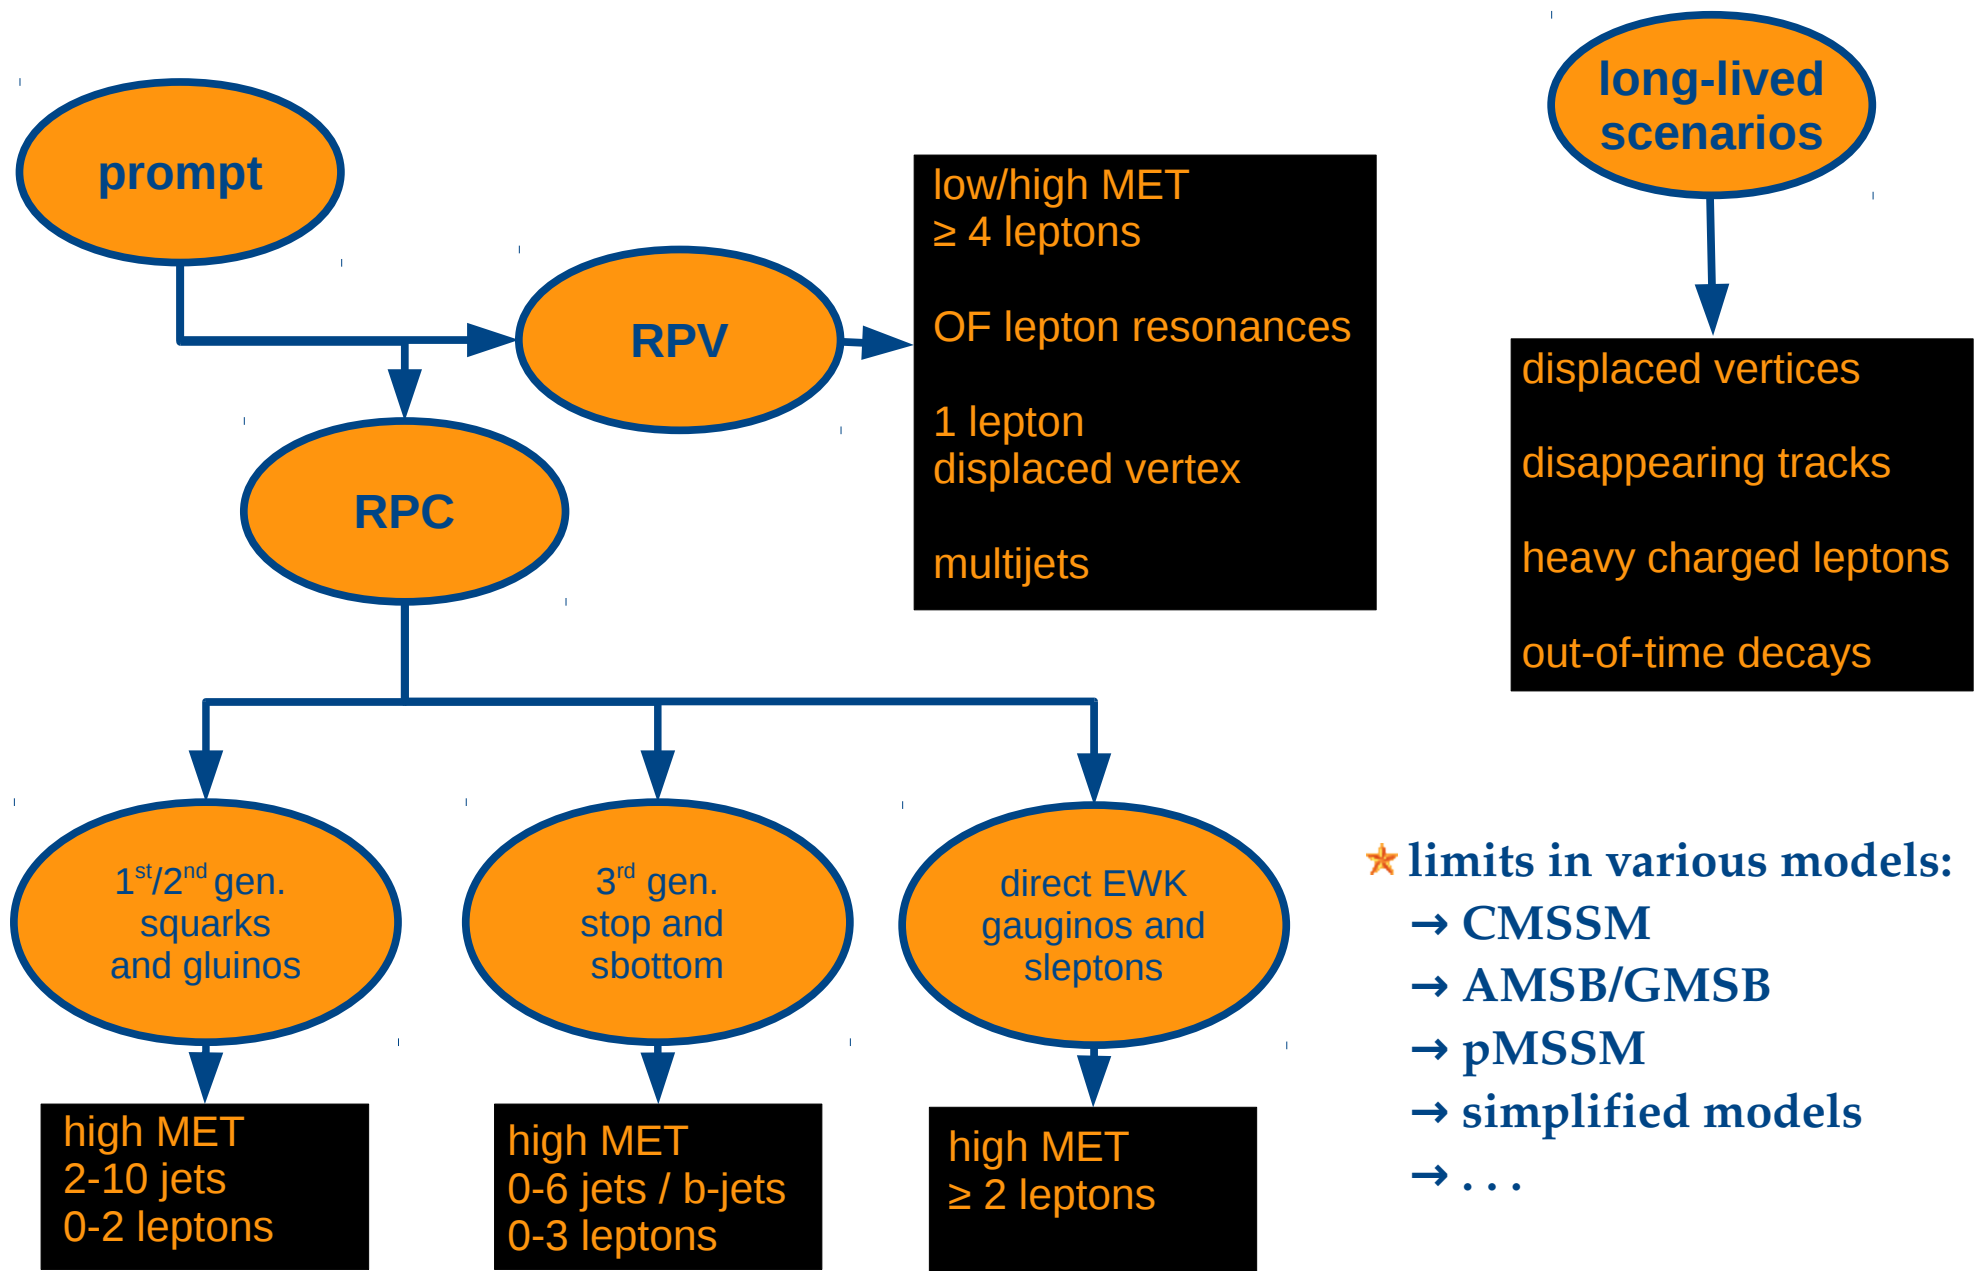 prompt
RPV
RPC
low/high MET
≥ 4 leptons
OF lepton resonances
1 lepton
displaced vertex
multijets
long-lived
scenarios
displaced vertices
disappearing tracks
heavy charged leptons
out-of-time decays
1st/2nd gen.
squarks
and gluinos
3rd gen.
stop and
sbottom
direct EWK
gauginos and
sleptons
high MET
2-10 jets
0-2 leptons
high MET
0-6 jets / b-jets
0-3 leptons
high MET
≥ 2 leptons
limits in various models:
→ CMSSM
→ AMSB/GMSB
→ pMSSM
→ simplified models
→ . . .